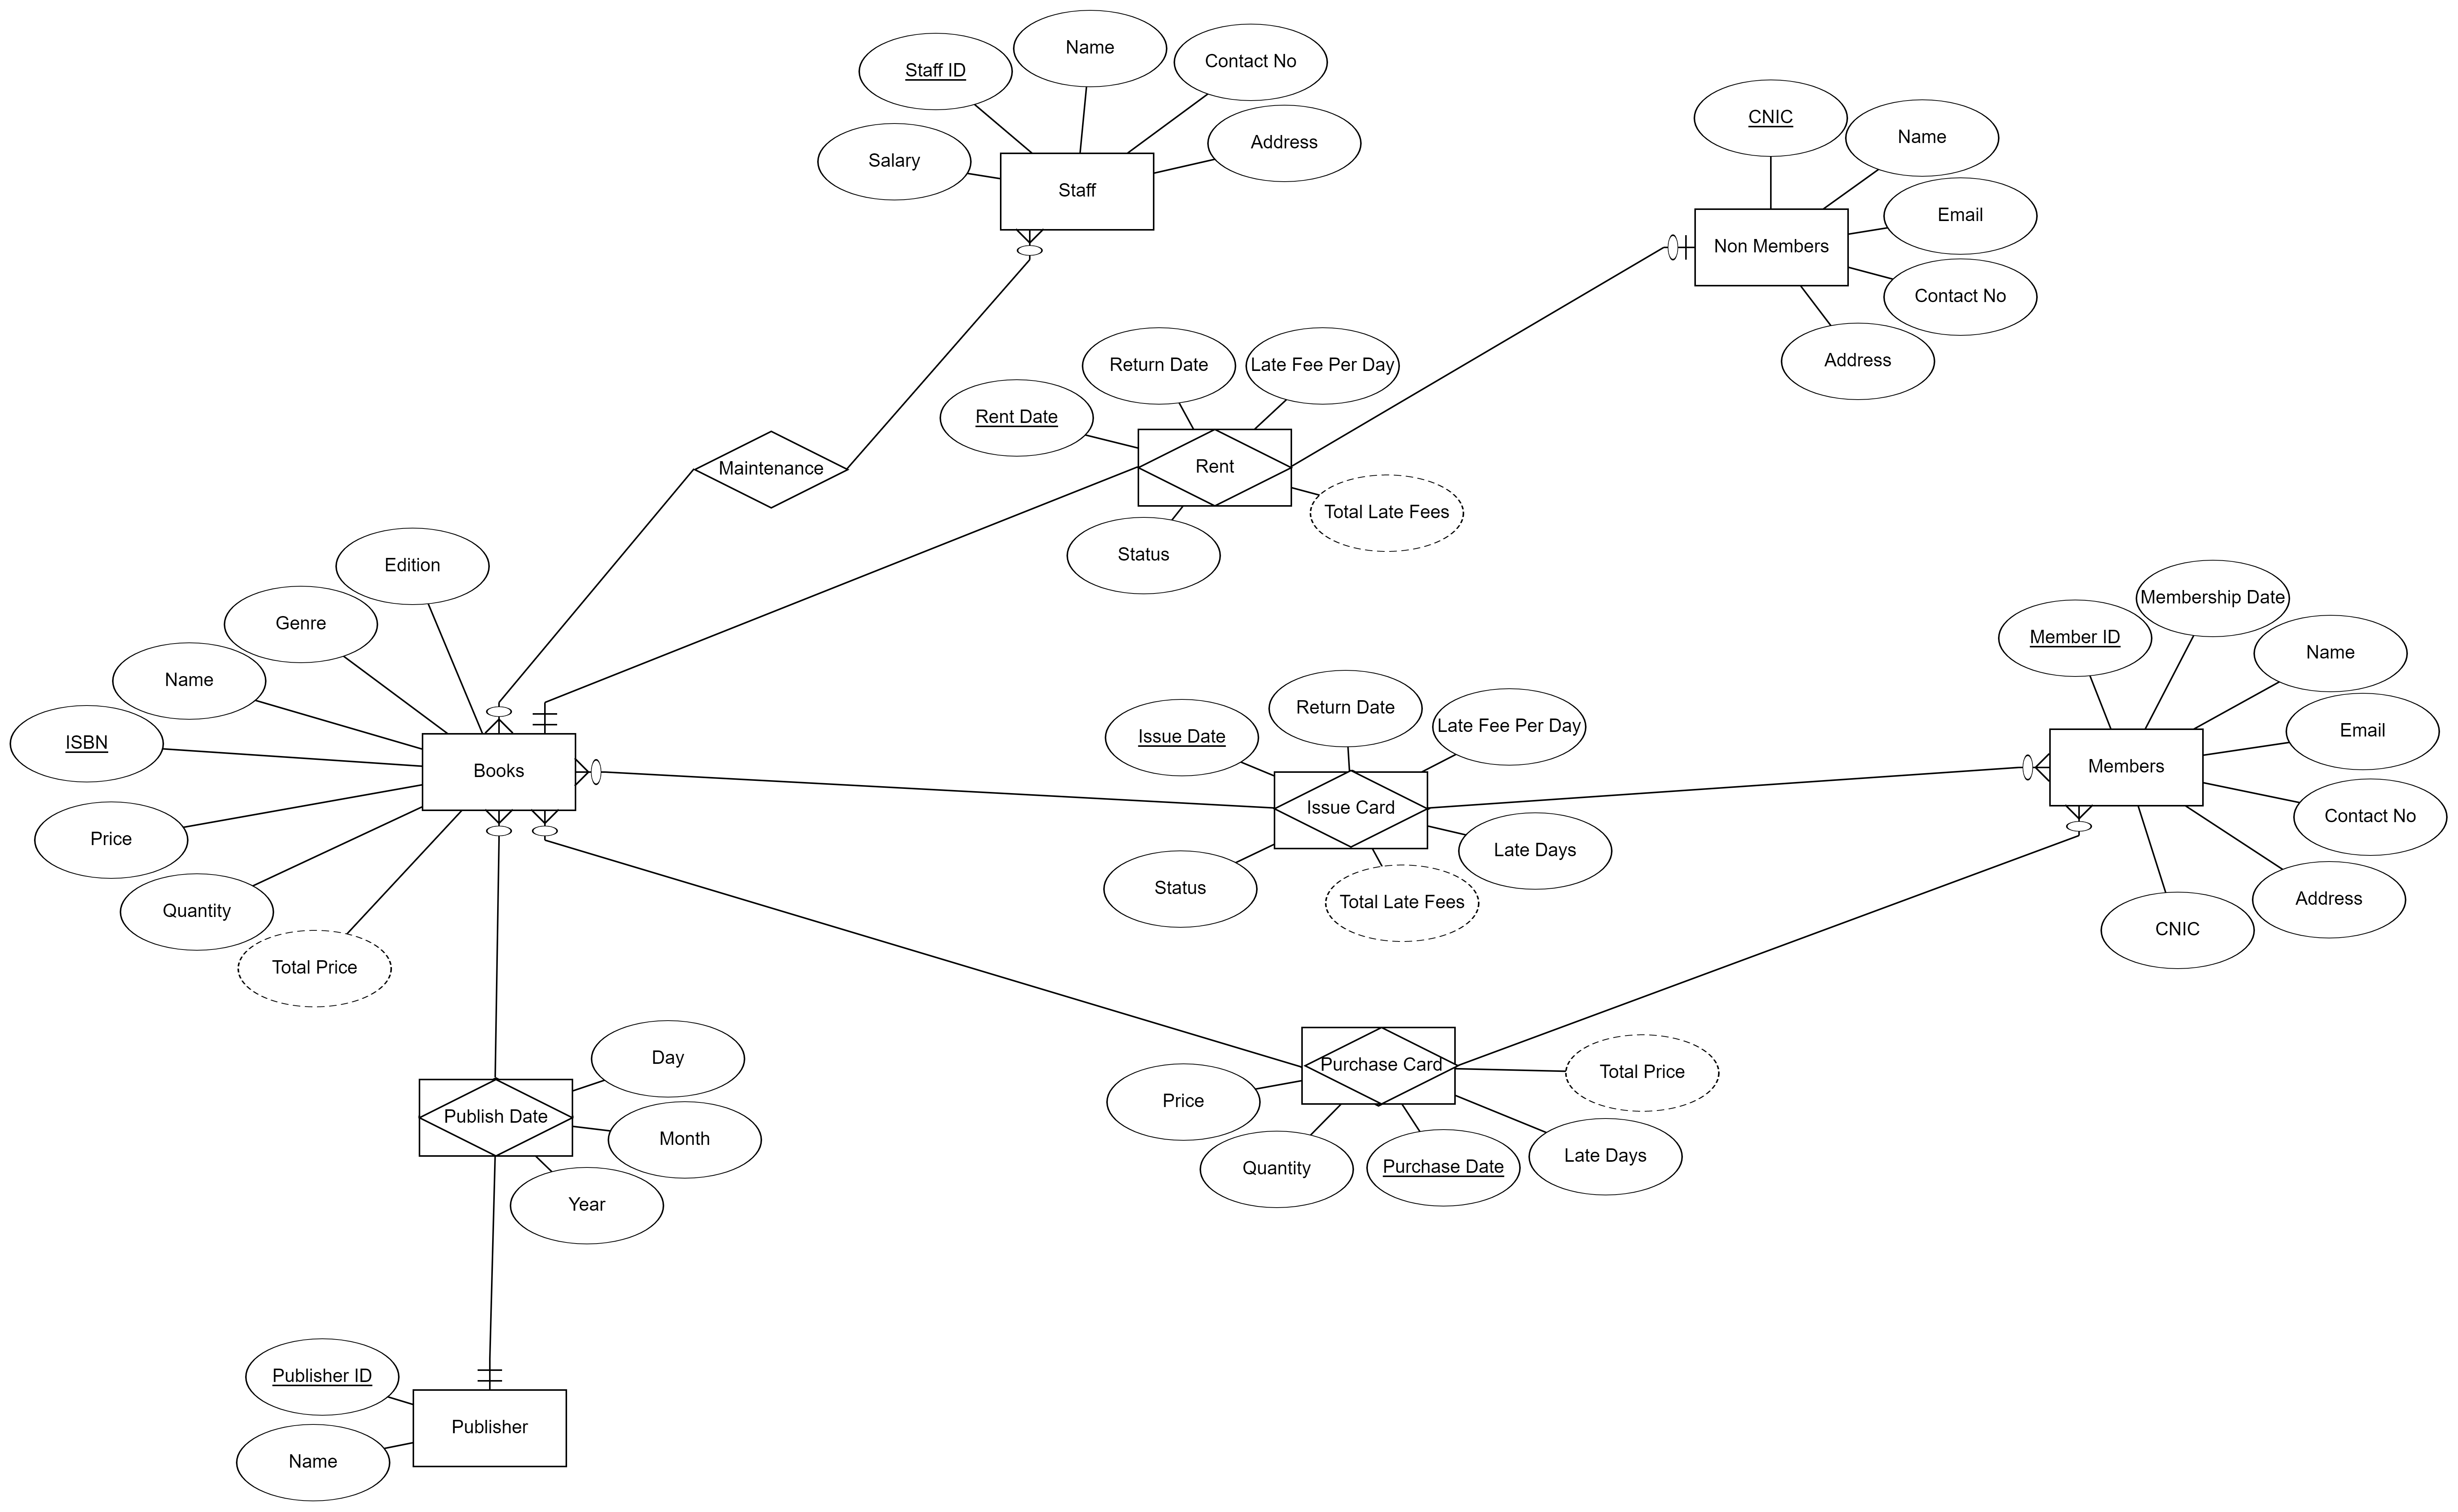 Staff ID
Name
Contact No
Salary
Address
Staff
CNIC
Name
Email
Non Members
Contact No
Address
Return Date
Late Fee Per Day
Rent Date
Rent
Maintenance
Total Late Fees
Status
Edition
Genre
Name
ISBN
Books
Price
Quantity
Total Price
Membership Date
Member ID
Name
Email
Members
Contact No
Address
CNIC
Return Date
Issue Date
Late Fee Per Day
Issue Card
Late Days
Status
Total Late Fees
Day
Publish Date
Month
Year
Purchase Card
Total Price
Price
Quantity
Purchase Date
Late Days
Publisher ID
Publisher
Name